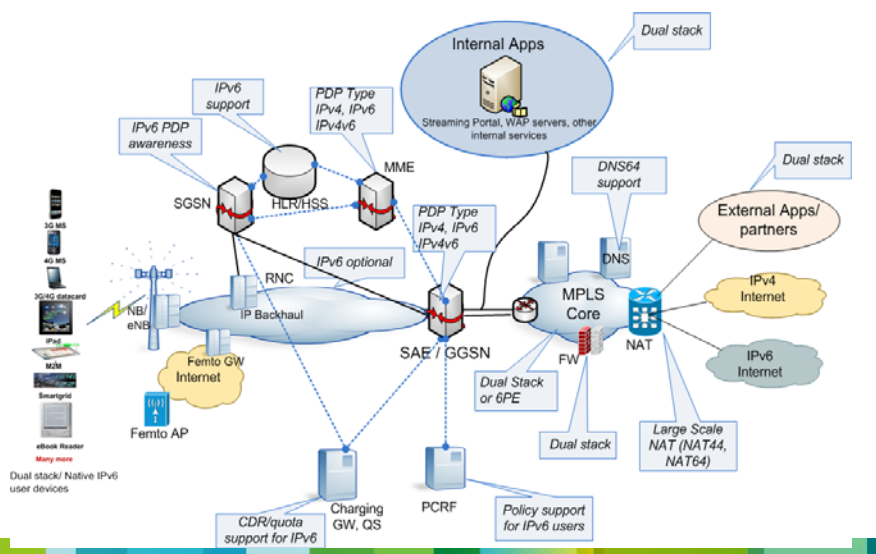 Internal Apps
Streaming Portal, WAP servers, other
internal services
Dual stack
IPv6
support
PDP Type
IPv4, IPv6
IPv4v6
IPv6 PDP
awareness
MME
SGSN
HLR/HSS
DNS64
support
Dual stack
External Apps/
partners
PDP Type
IPv4, IPv6
IPv4v6
3G MS
4G MS
3G/4G datacard
iPad
M2M
Smartgrid
eBook Reader
Many more
Dual stack/ Native IPv6
user devices
NB/
eNB
RNC
IPv6 optional
IP Backhaul
Femto GW
Internet
Femto AP
SAE / GGSN
DNS
MPLS
Core
FW
NAT
IPv4
Internet
IPv6
Internet
Dual Stack
or 6PE
Dual stack
Large Scale
NAT (NAT44,
NAT64)
Charging
GW, QS
PCRF
CDR/quota
support for IPv6
Policy support
for IPv6 users